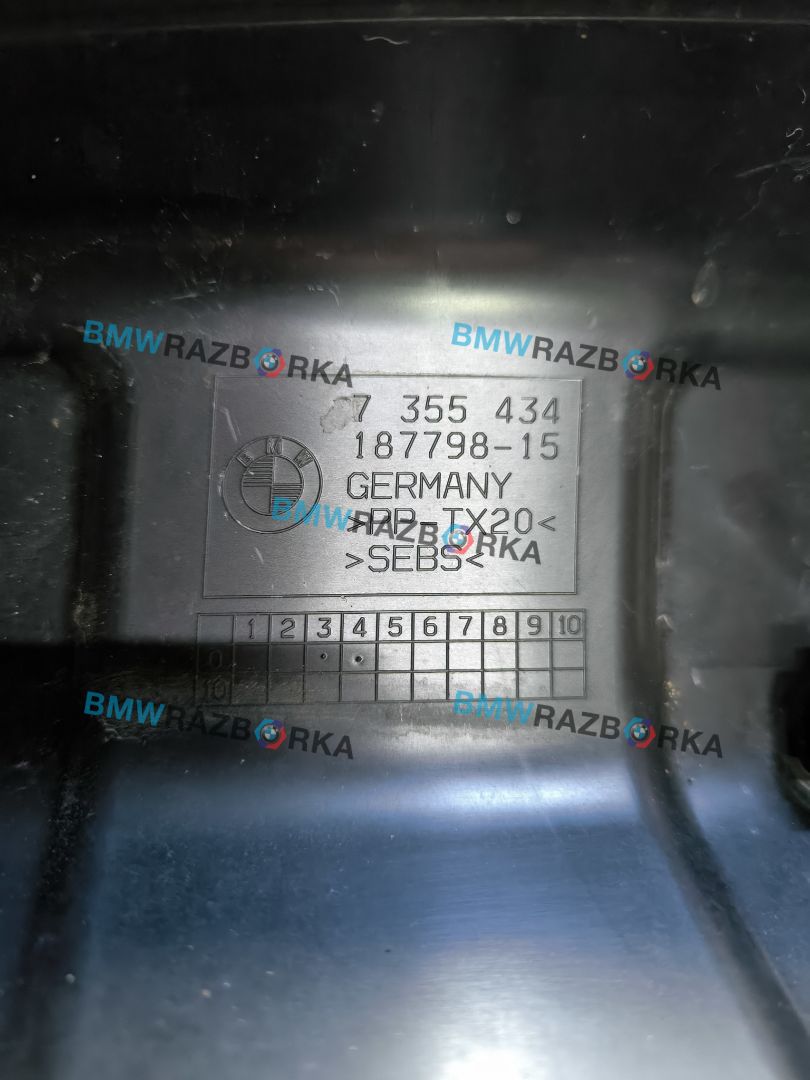 BMWRAZBORKA
BMWRAZBORKA
7 355 434
187798-15
BMW
GERMANY
>PP-TX20<
BMWRAZBORKA
>SEBS<
1 2 3 4 5 6 7 8 9 10
0
10
BMWRAZBORKA
BMWRAZBORKA